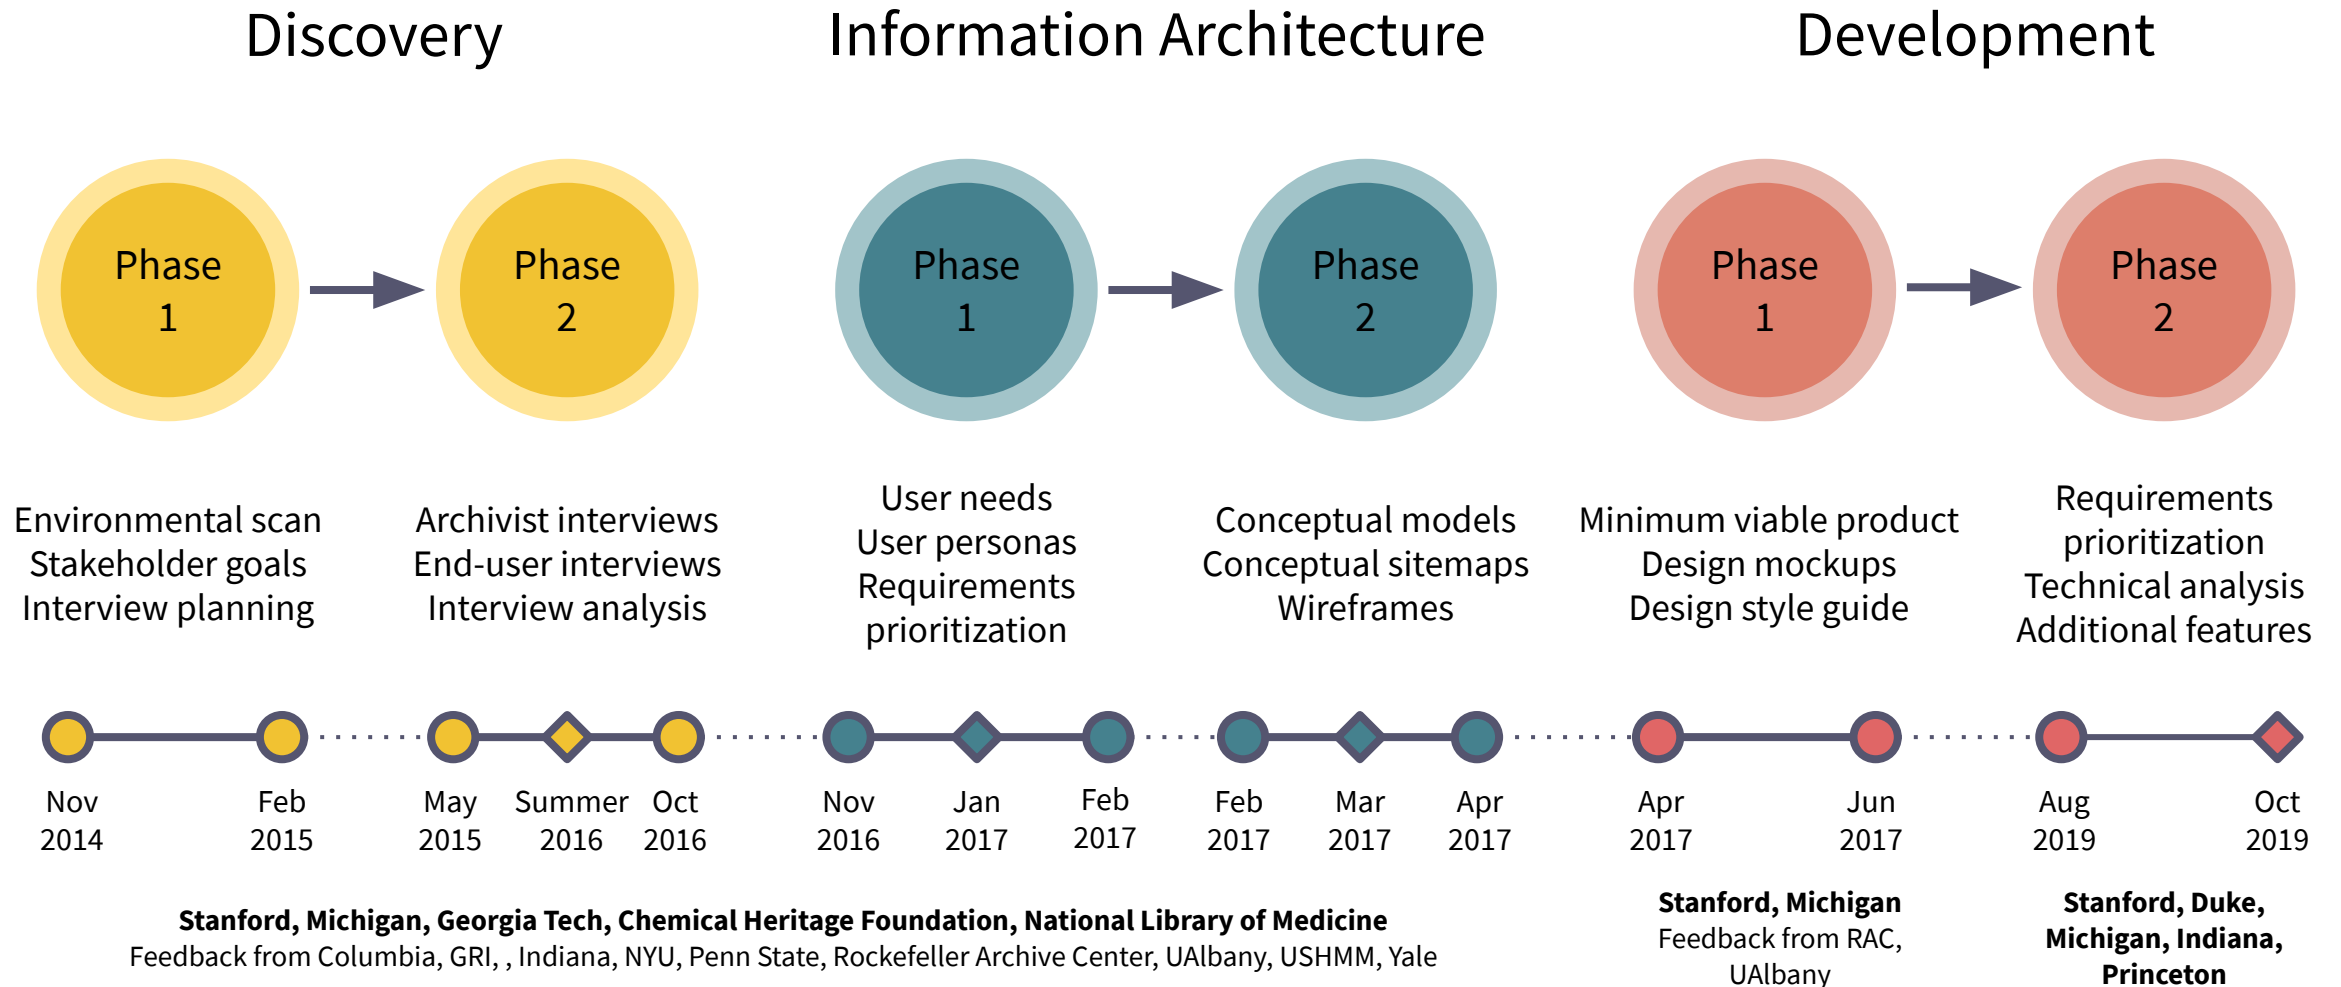 Discovery
Information Architecture
Development
Phase
1
Phase
2
Phase
1
Phase
2
Phase
1
Phase
2
Environmental scan
Stakeholder goals
Interview planning
Archivist interviews
End-user interviews
Interview analysis
User needs
User personas
Requirements
prioritization
Conceptual models
Conceptual sitemaps
Wireframes
Minimum viable product
Design mockups
Design style guide
Requirements
prioritization
Technical analysis
Additional features
Nov
2014
Feb
2015
May
2015
Summer
2016
Oct
2016
Nov
2016
Jan
2017
Feb
2017
Feb
2017
Mar
2017
Apr
2017
Apr
2017
Jun
2017
Aug
2019
Oct
2019
Stanford, Michigan, Georgia Tech, Chemical Heritage Foundation, National Library of Medicine
Feedback from Columbia, GRI, , Indiana, NYU, Penn State, Rockefeller Archive Center, UAlbany, USHMM, Yale
Stanford, Michigan
Feedback from RAC,
UAlbany
Stanford, Duke,
Michigan, Indiana,
Princeton